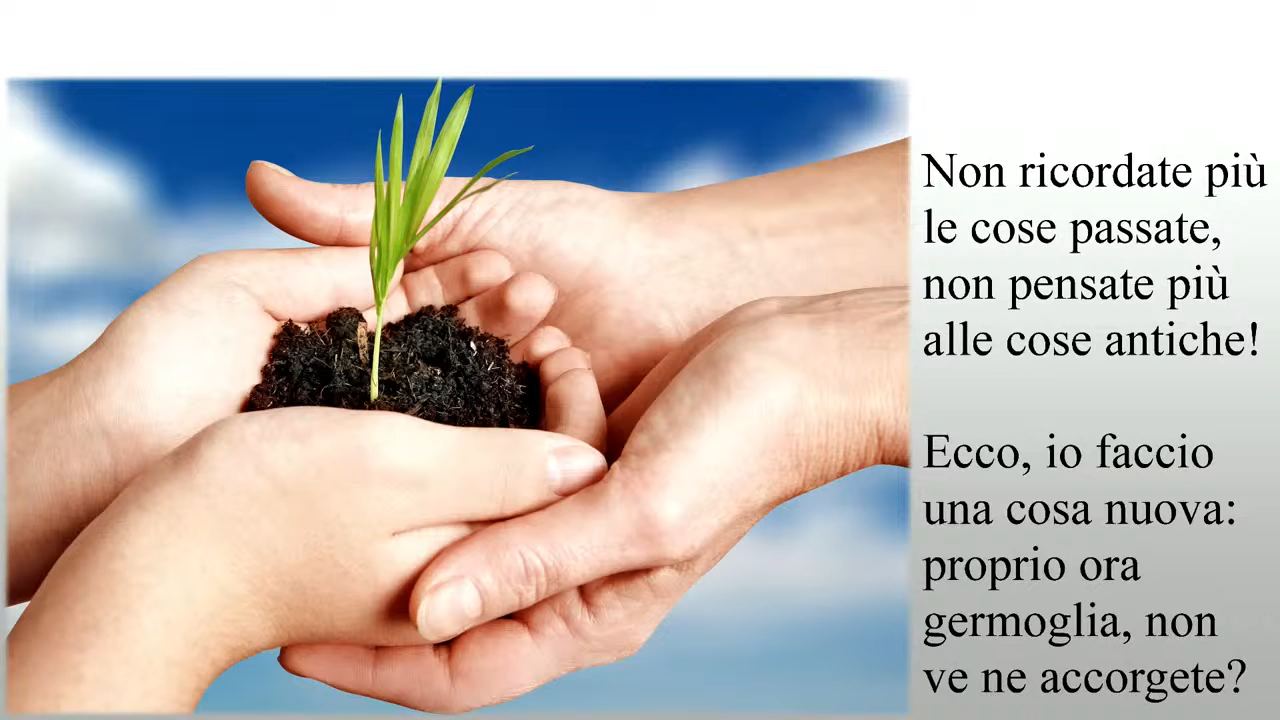 Non ricordate più
le cose passate,
non pensate più
alle cose antiche!
Ecco, io faccio
una cosa nuova:
proprio ora
germoglia, non
ve ne accorgete?